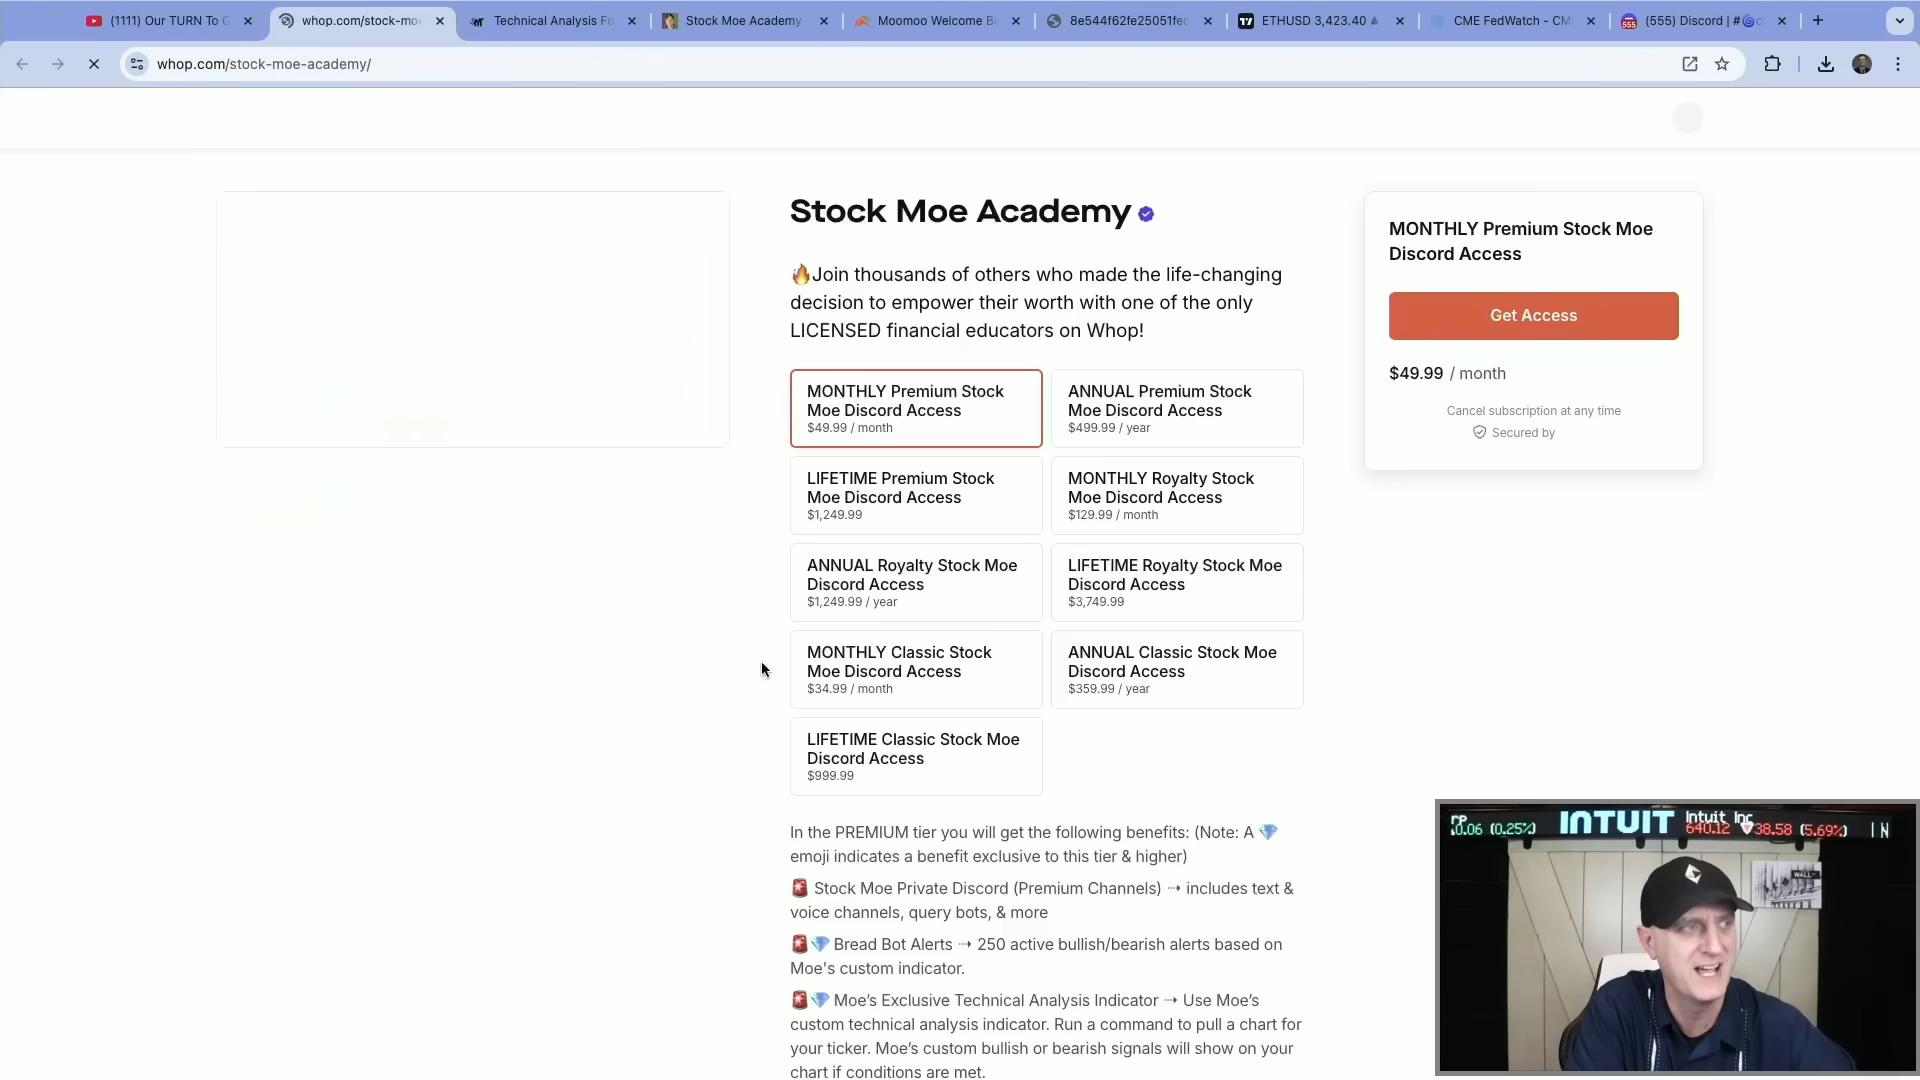 (1111) Our TURN To G
whop.com/stock-mo
Technical Analysis Fo
Stock Moe Academy
Moomoo Welcome Bo
8e544f62fe25051fec
ETHUSD 3,423.40
CME FedWatch - CM
(555) Discord | #
whop.com/stock-moe-academy/
Stock Moe Academy
🔥Join thousands of others who made the life-changing
decision to empower their worth with one of the only
LICENSED financial educators on Whop!
MONTHLY Premium Stock
Moe Discord Access
$49.99 / month
ANNUAL Premium Stock
Moe Discord Access
$499.99 / year
LIFETIME Premium Stock
Moe Discord Access
$1,249.99
MONTHLY Royalty Stock
Moe Discord Access
$129.99 / month
ANNUAL Royalty Stock Moe
Discord Access
$1,249.99 / year
LIFETIME Royalty Stock Moe
Discord Access
$3,749.99
MONTHLY Classic Stock
Moe Discord Access
$34.99 / month
ANNUAL Classic Stock Moe
Discord Access
$359.99 / year
LIFETIME Classic Stock Moe
Discord Access
$999.99
In the PREMIUM tier you will get the following benefits: (Note: A 💎
emoji indicates a benefit exclusive to this tier & higher)
🚨 Stock Moe Private Discord (Premium Channels) ⇢ includes text &
voice channels, query bots, & more
🚨💎 Bread Bot Alerts ⇢ 250 active bullish/bearish alerts based on
Moe's custom indicator.
🚨💎 Moe’s Exclusive Technical Analysis Indicator ⇢ Use Moe’s
custom technical analysis indicator. Run a command to pull a chart for
your ticker. Moe’s custom bullish or bearish signals will show on your
chart if conditions are met.
MONTHLY Premium Stock Moe
Discord Access
Get Access
$49.99 / month
Cancel subscription at any time
Secured by
0.06 (0.25%)
INTUIT
Intuit Inc
640.12 ▼38.58 (5.69%)
WALL